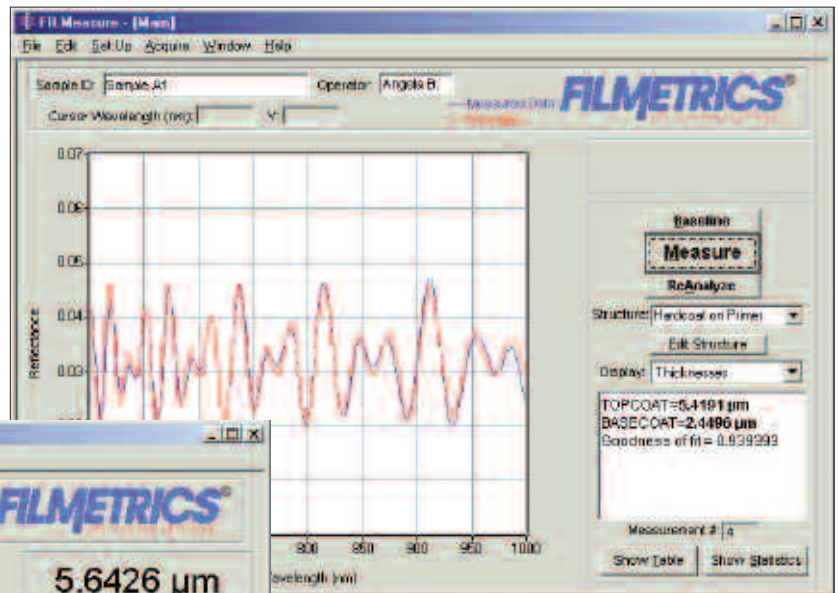 FILMeasure - [Main]
File Edit Set Up Acquire Window Help
Sample ID: Sample A1 Operator: Angela B.
Cursor Wavelength (nm): Y:
Measured Data
FILMETRICS®
0.07
0.06
0.05
0.04
0.03
Reflectance
Baseline
Measure
ReAnalyze
Structure: Hardcoat on Primer
Edit Structure
Display: Thicknesses
TOPCOAT=5.4191 µm
BASECOAT=2.4496 µm
Goodness of fit =
Measurement #: 4
Show Table Show Statistics
800 850 900 950 1000
Wavelength (nm)
FILMETRICS®
5.6426 µm